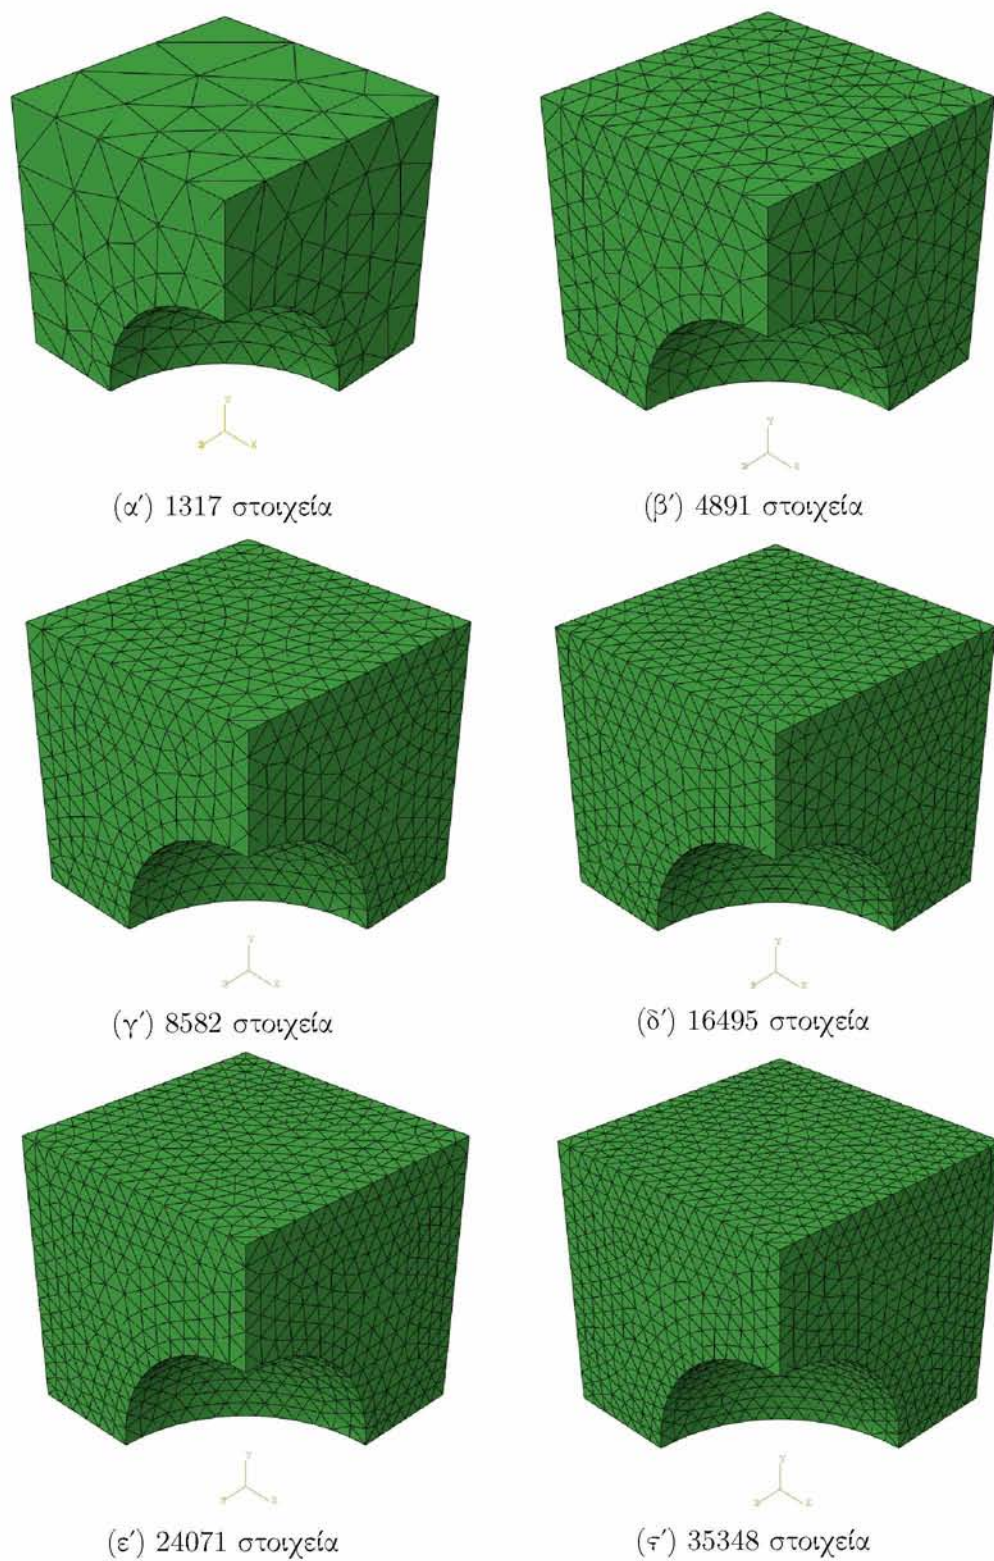 (α′) 1317 στοιχεία
(β′) 4891 στοιχεία
(γ′) 8582 στοιχεία
(δ′) 16495 στοιχεία
(ε′) 24071 στοιχεία
(ϛ′) 35348 στοιχεία